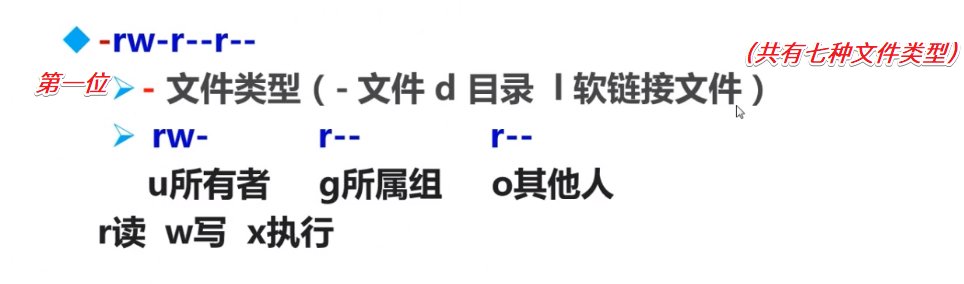 -rw-r--r--
(共有七种文件类型)
第一位 - 文件类型 ( - 文件 d 目录 l 软链接文件 )
rw- r-- r--
u所有者 g所属组 o其他人
r读 w写 x执行